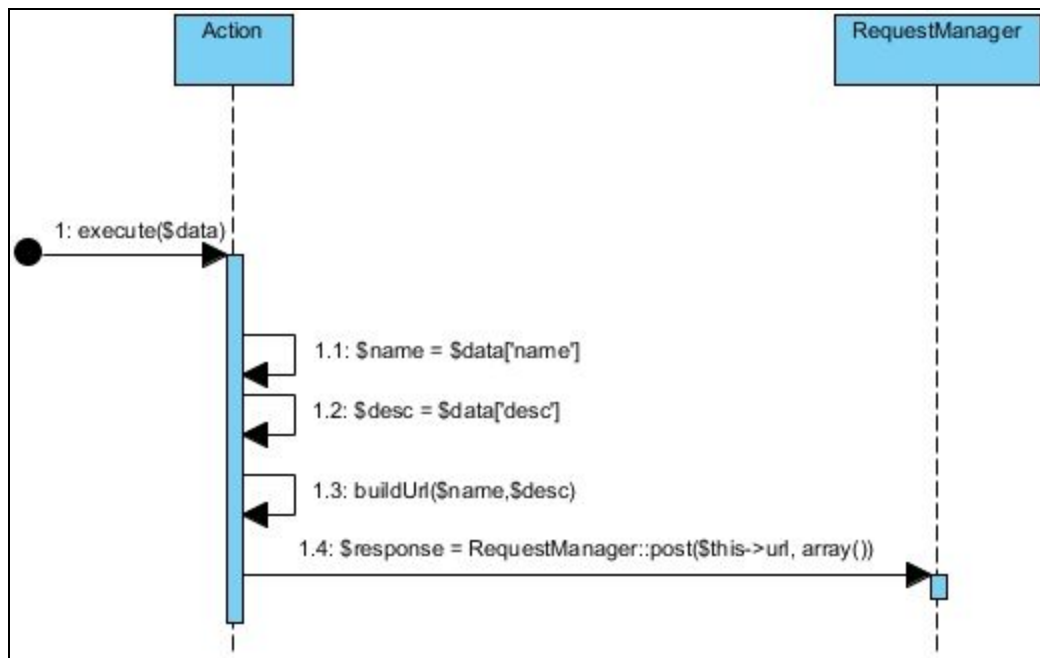 Action
RequestManager
1: execute($data)
1.1: $name = $data['name']
1.2: $desc = $data['desc']
1.3: buildUrl($name,$desc)
1.4: $response = RequestManager::post($this->url, array())